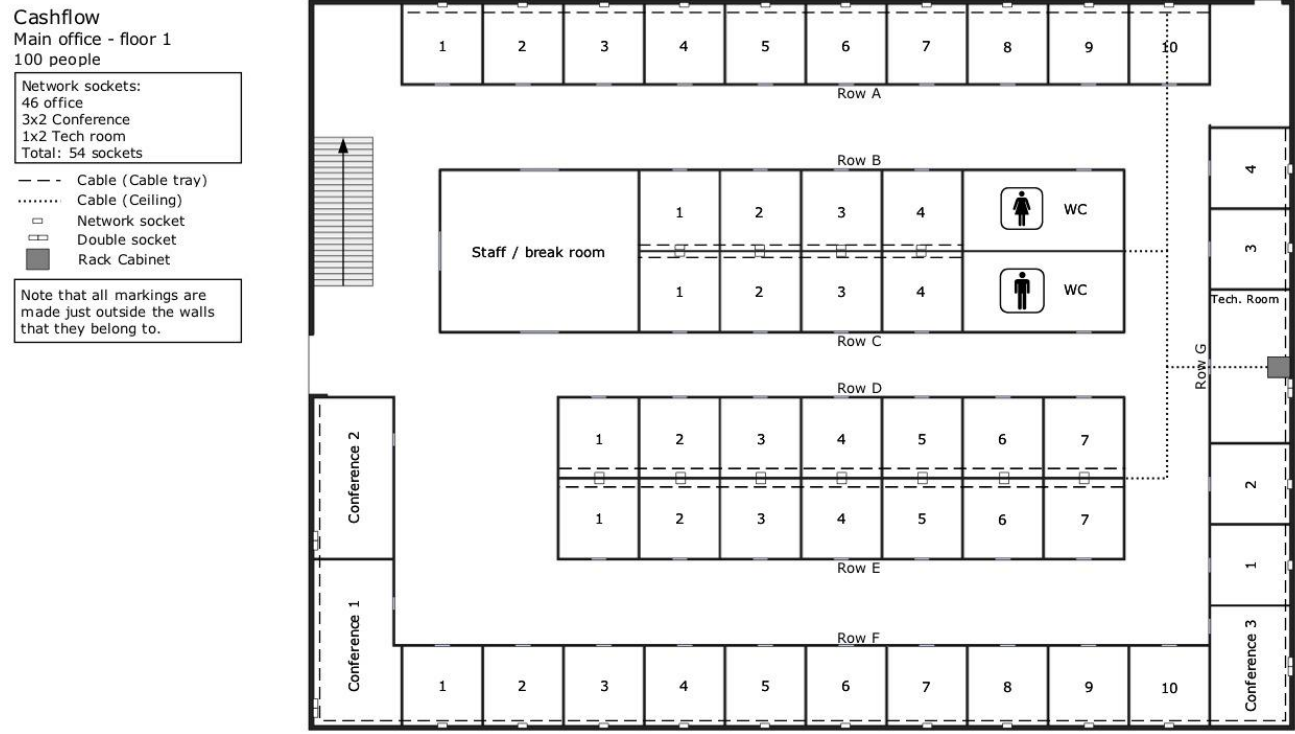 Cashflow
Main office - floor 1
100 people
Network sockets:
46 office
3x2 Conference
1x2 Tech room
Total: 54 sockets
Cable (Cable tray)
Cable (Ceiling)
Network socket
Double socket
Rack Cabinet
Note that all markings are
made just outside the walls
that they belong to.
1 2 3 4 5 6 7 8 9 10
Row A
Row B
Staff / break room
1 2 3 4 WC
1 2 3 4 WC
Row C
Row D
1 2 3 4 5 6 7
1 2 3 4 5 6 7
Row E
Row F
1 2 3 4 5 6 7 8 9 10
Conference 2
Conference 1
4
3
Tech. Room
Row G
2
1
Conference 3